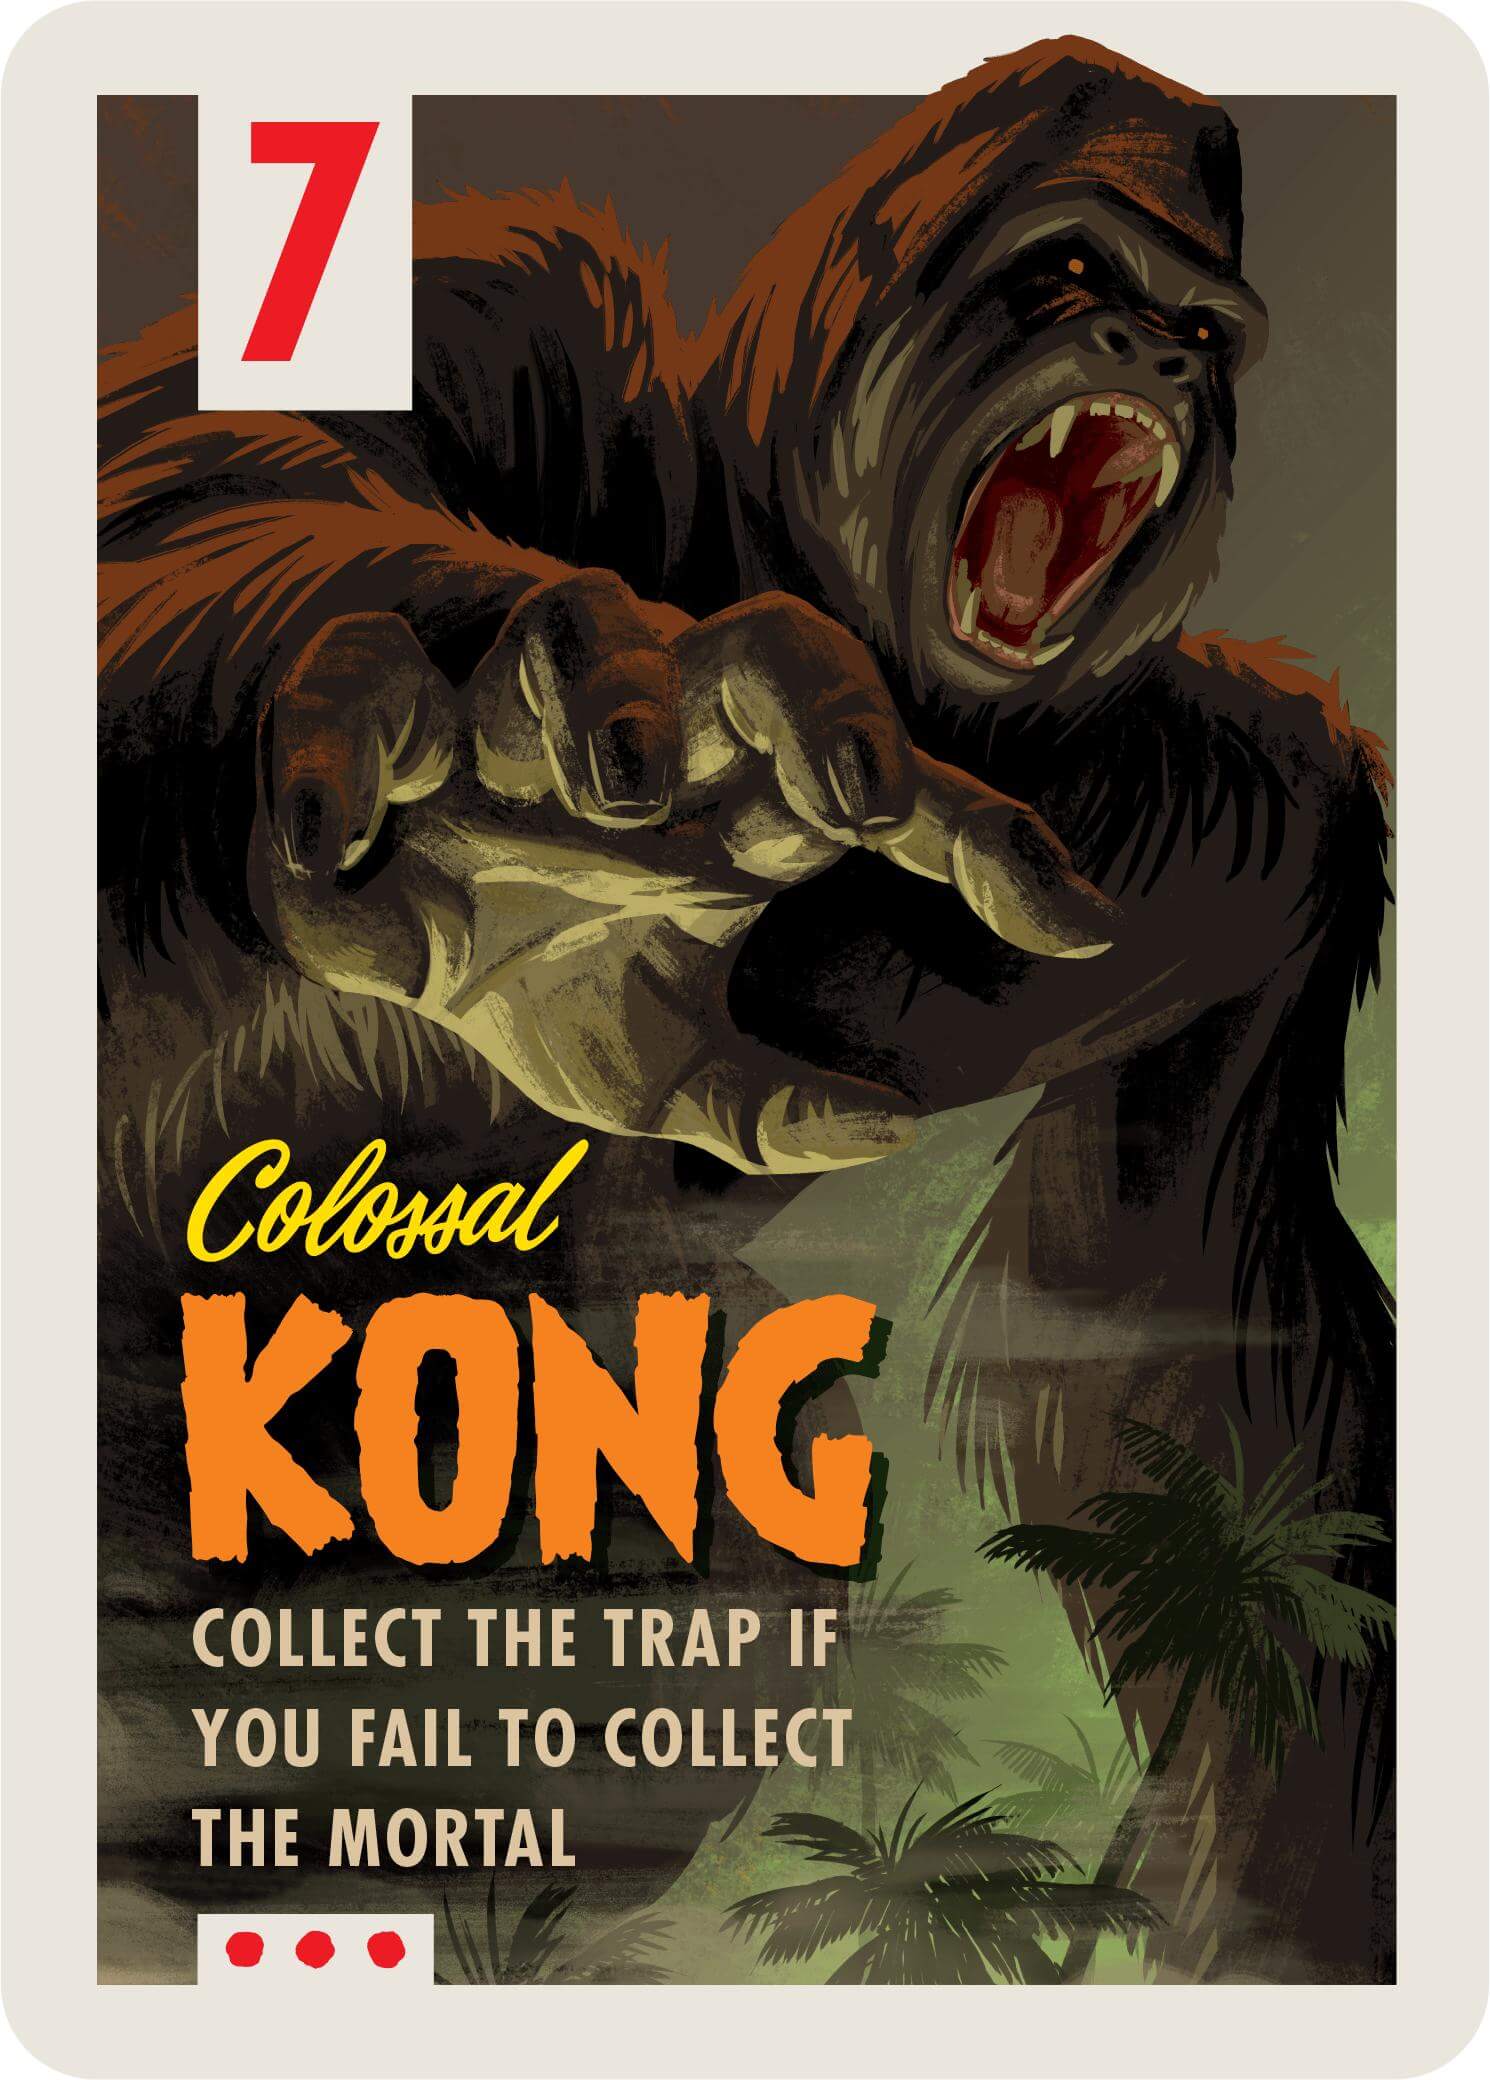 7
Colossal
KONG
COLLECT THE TRAP IF
YOU FAIL TO COLLECT
THE MORTAL